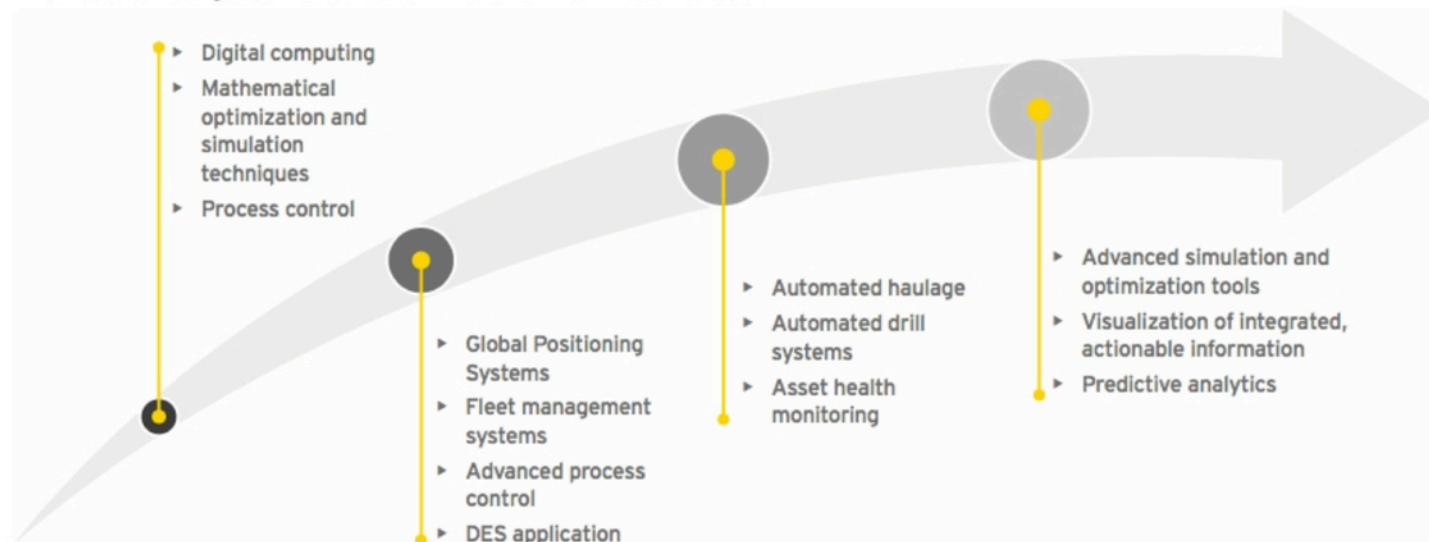 Digital computing
Mathematical
optimization and
simulation
techniques
Process control
Global Positioning
Systems
Fleet management
systems
Advanced process
control
DES application
Automated haulage
Automated drill
systems
Asset health
monitoring
Advanced simulation and
optimization tools
Visualization of integrated,
actionable information
Predictive analytics